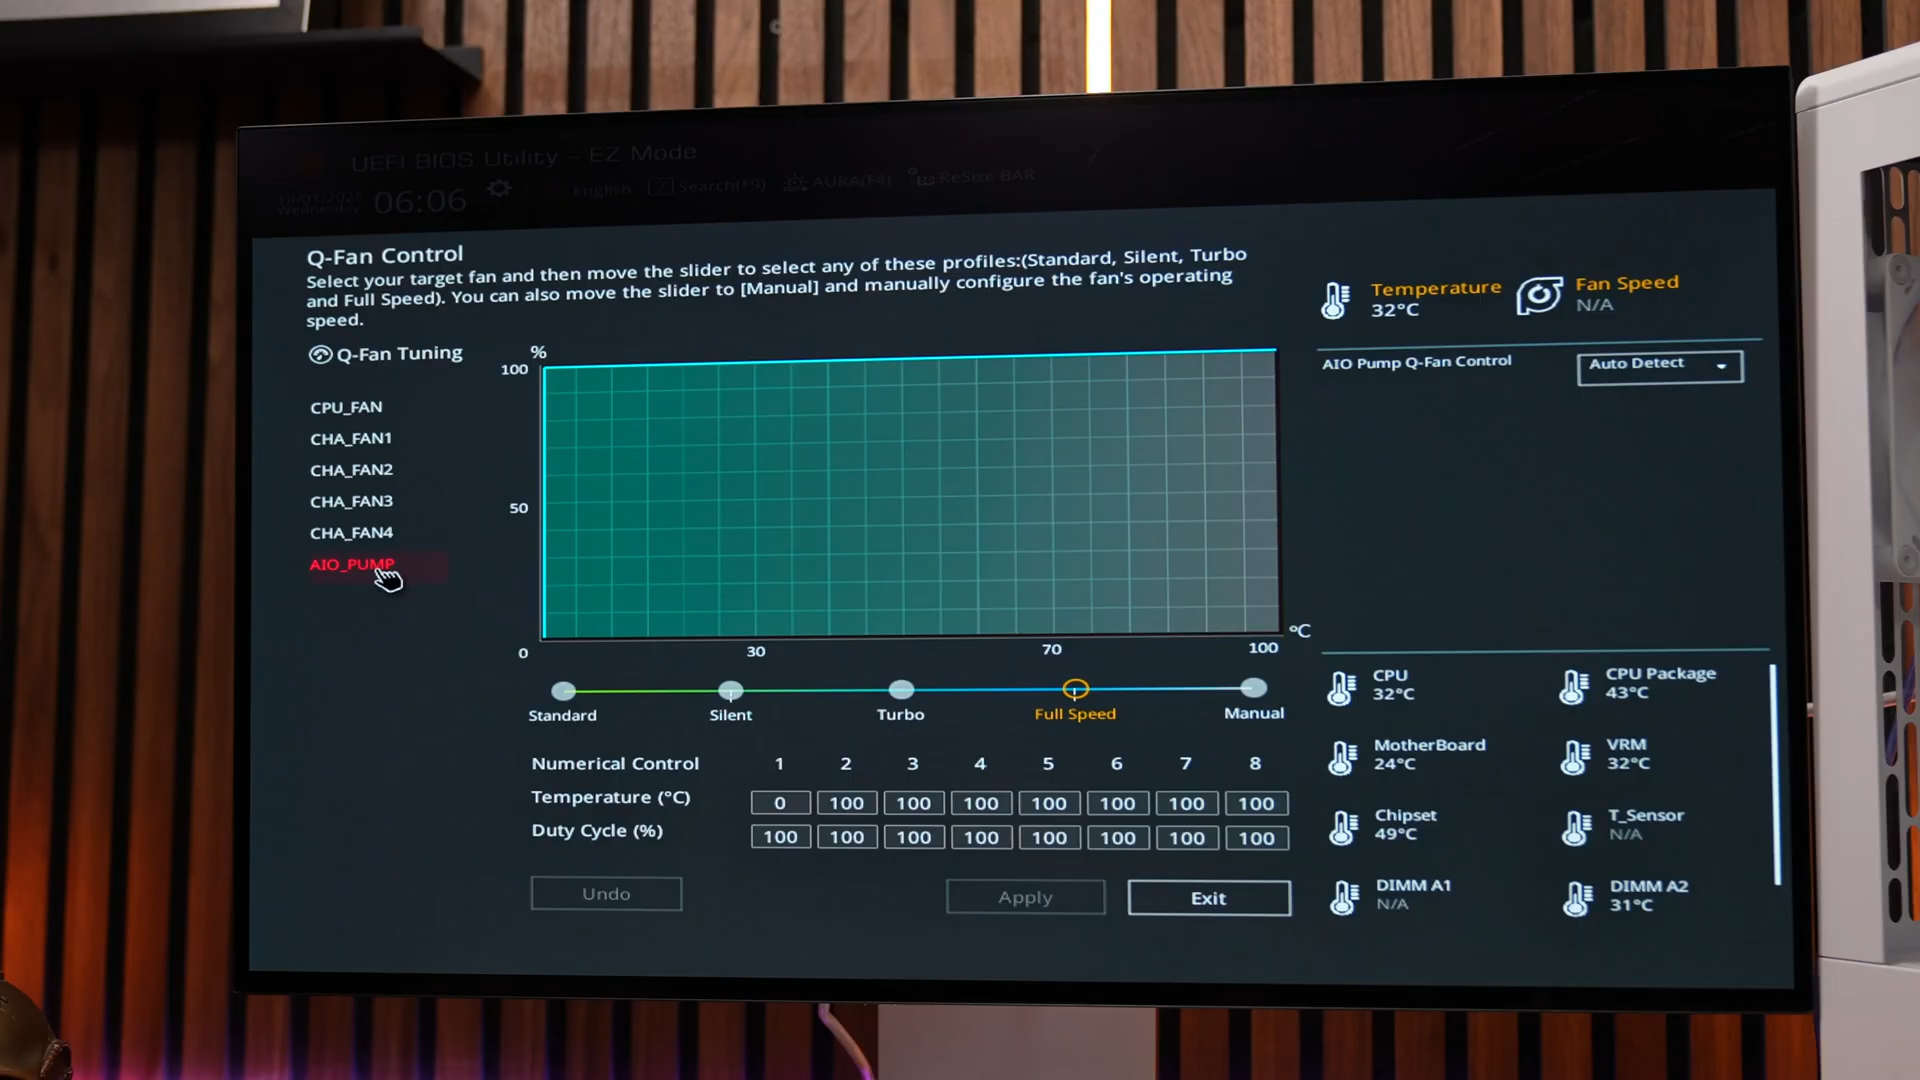 UEFI BIOS Utility – EZ Mode
10/01/2025
Wednesday
06:06
English
Search(F9)
AURA(F4)
ReSize BAR
Q-Fan Control
Select your target fan and then move the slider to select any of these profiles:(Standard, Silent, Turbo
and Full Speed). You can also move the slider to [Manual] and manually configure the fan's operating
speed.
Temperature
32°C
Fan Speed
N/A
Q-Fan Tuning
CPU_FAN
CHA_FAN1
CHA_FAN2
CHA_FAN3
CHA_FAN4
AIO_PUMP
%
100
50
0
30
70
100
°C
AIO Pump Q-Fan Control
Auto Detect
Standard
Silent
Turbo
Full Speed
Manual
Numerical Control 1 2 3 4 5 6 7 8
Temperature (°C) 0 100 100 100 100 100 100 100
Duty Cycle (%) 100 100 100 100 100 100 100 100
Undo
Apply
Exit
CPU
32°C
CPU Package
43°C
MotherBoard
24°C
VRM
32°C
Chipset
49°C
T_Sensor
N/A
DIMM A1
N/A
DIMM A2
31°C